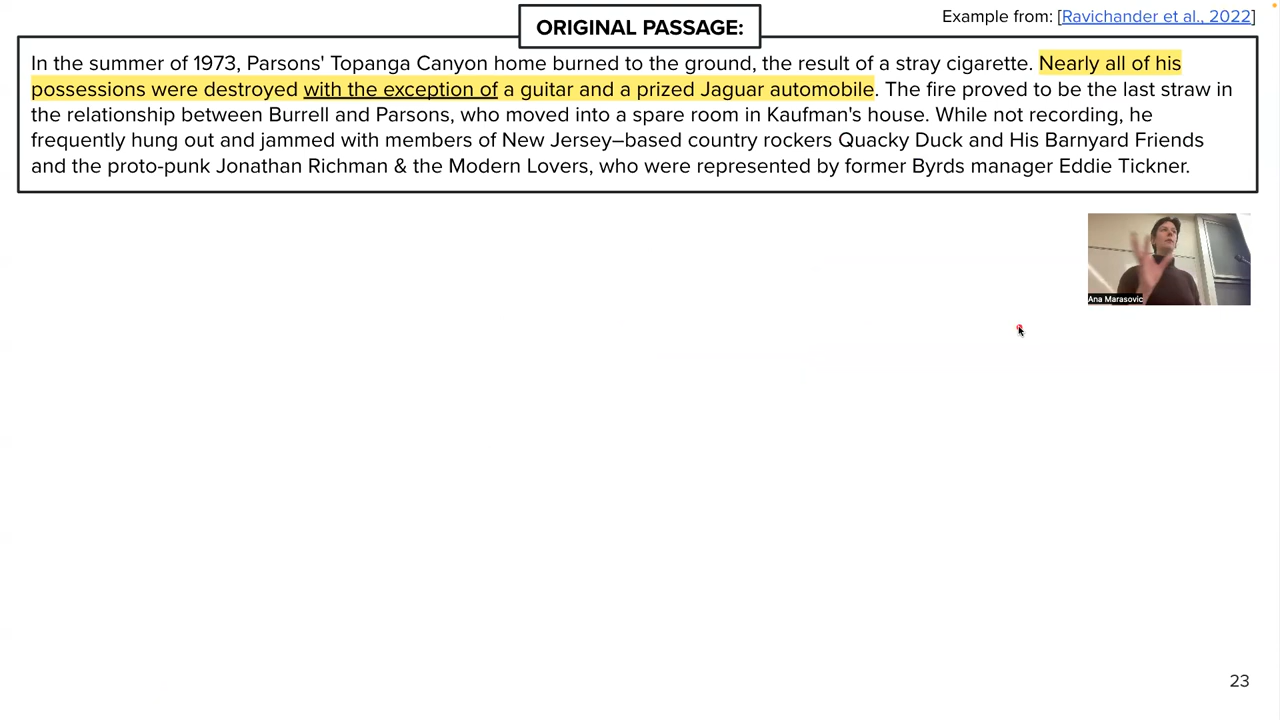 Example from: [Ravichander et al., 2022]
ORIGINAL PASSAGE:
In the summer of 1973, Parsons' Topanga Canyon home burned to the ground, the result of a stray cigarette. Nearly all of his
possessions were destroyed with the exception of a guitar and a prized Jaguar automobile. The fire proved to be the last straw in
the relationship between Burrell and Parsons, who moved into a spare room in Kaufman's house. While not recording, he
frequently hung out and jammed with members of New Jersey–based country rockers Quacky Duck and His Barnyard Friends
and the proto-punk Jonathan Richman & the Modern Lovers, who were represented by former Byrds manager Eddie Tickner.
Ana Marasovic
23